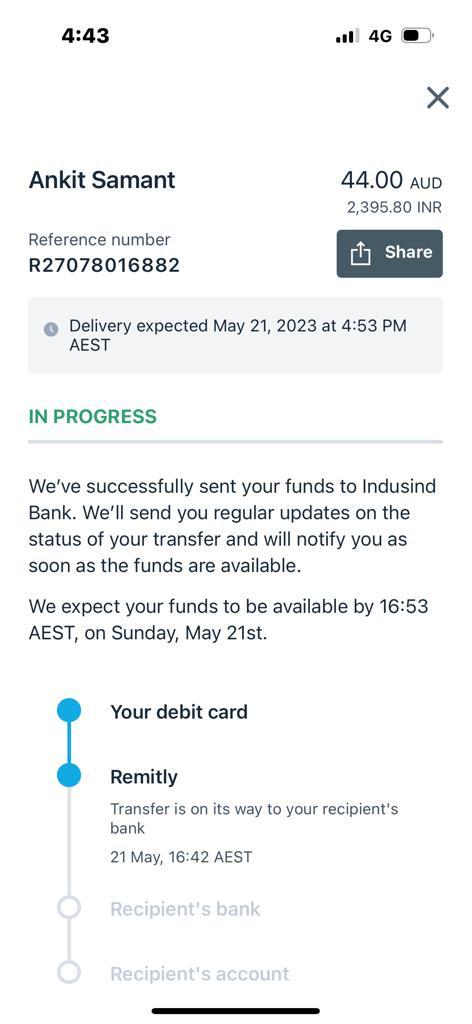 4:43
4G
Ankit Samant
44.00 AUD
2,395.80 INR
Reference number
R27078016882
Share
Delivery expected May 21, 2023 at 4:53 PM
AEST
IN PROGRESS
We’ve successfully sent your funds to Indusind
Bank. We’ll send you regular updates on the
status of your transfer and will notify you as
soon as the funds are available.
We expect your funds to be available by 16:53
AEST, on Sunday, May 21st.
Your debit card
Remitly
Transfer is on its way to your recipient's
bank
21 May, 16:42 AEST
Recipient's bank
Recipient's account